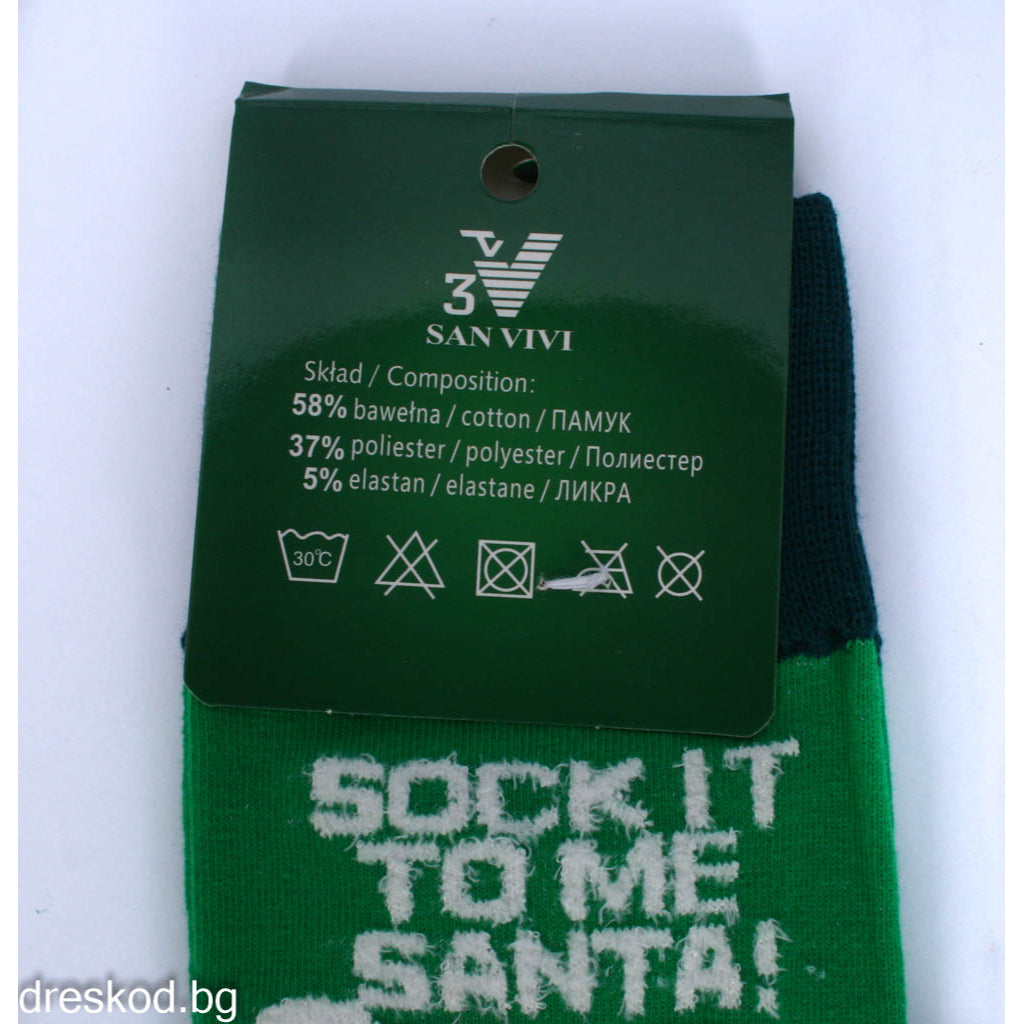 3V
SAN VIVI
Skład / Composition:
58% bawełna / cotton / ПАМУК
37% poliester / polyester / Полиестер
5% elastan / elastane / ЛИКРА
30℃
SOCK IT
TO ME
SANTA!
dreskod.bg